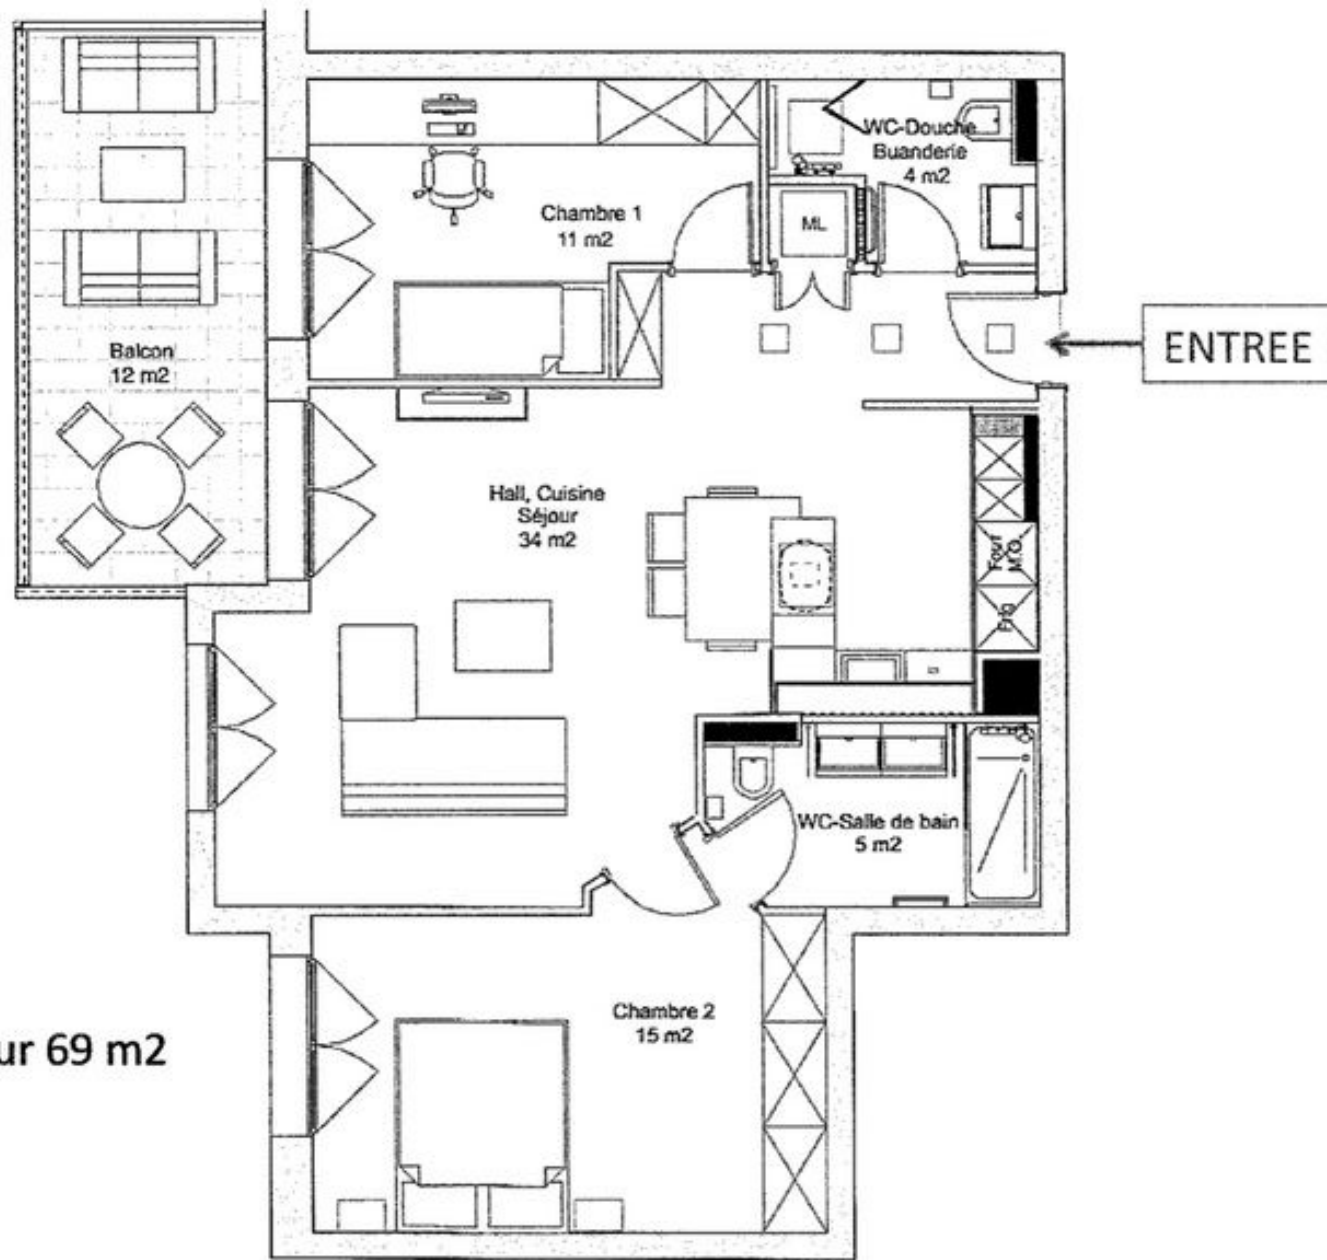 WC-Douche
Buanderie
4 m2
Chambre 1
11 m2
ML
ENTREE
Balcon
12 m2
Hall, Cuisine
Séjour
34 m2
Four
M.O
Frig
WC-Salle de bain
5 m2
Chambre 2
15 m2
ur 69 m2